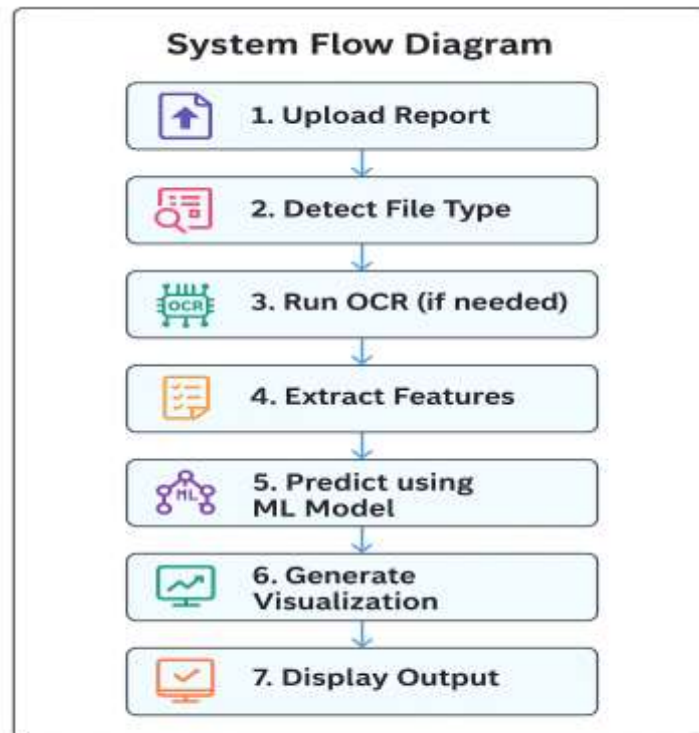 System Flow Diagram
1. Upload Report
2. Detect File Type
OCR
3. Run OCR (if needed)
4. Extract Features
ML
5. Predict using
ML Model
6. Generate
Visualization
7. Display Output